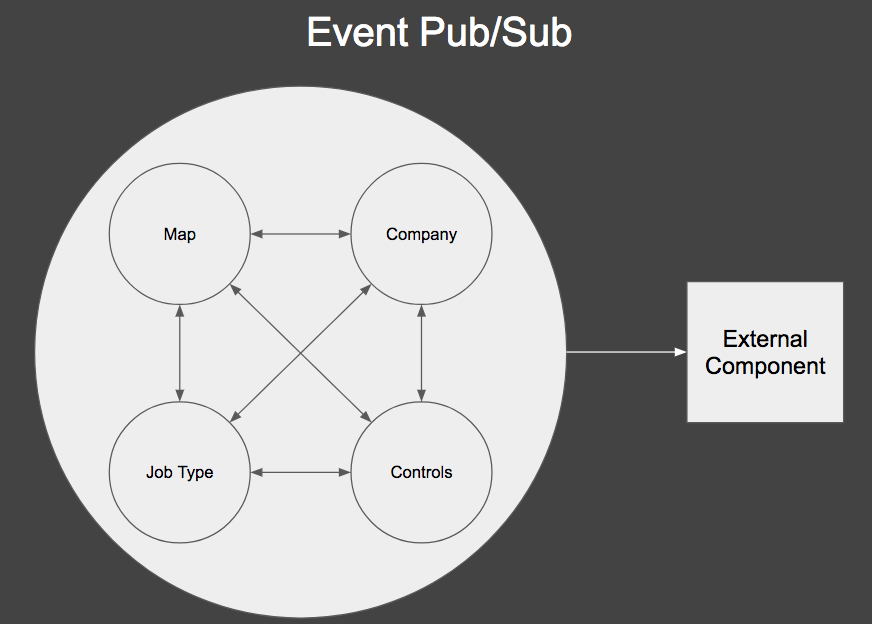 Event Pub/Sub
Map
Company
External
Component
Job Type
Controls